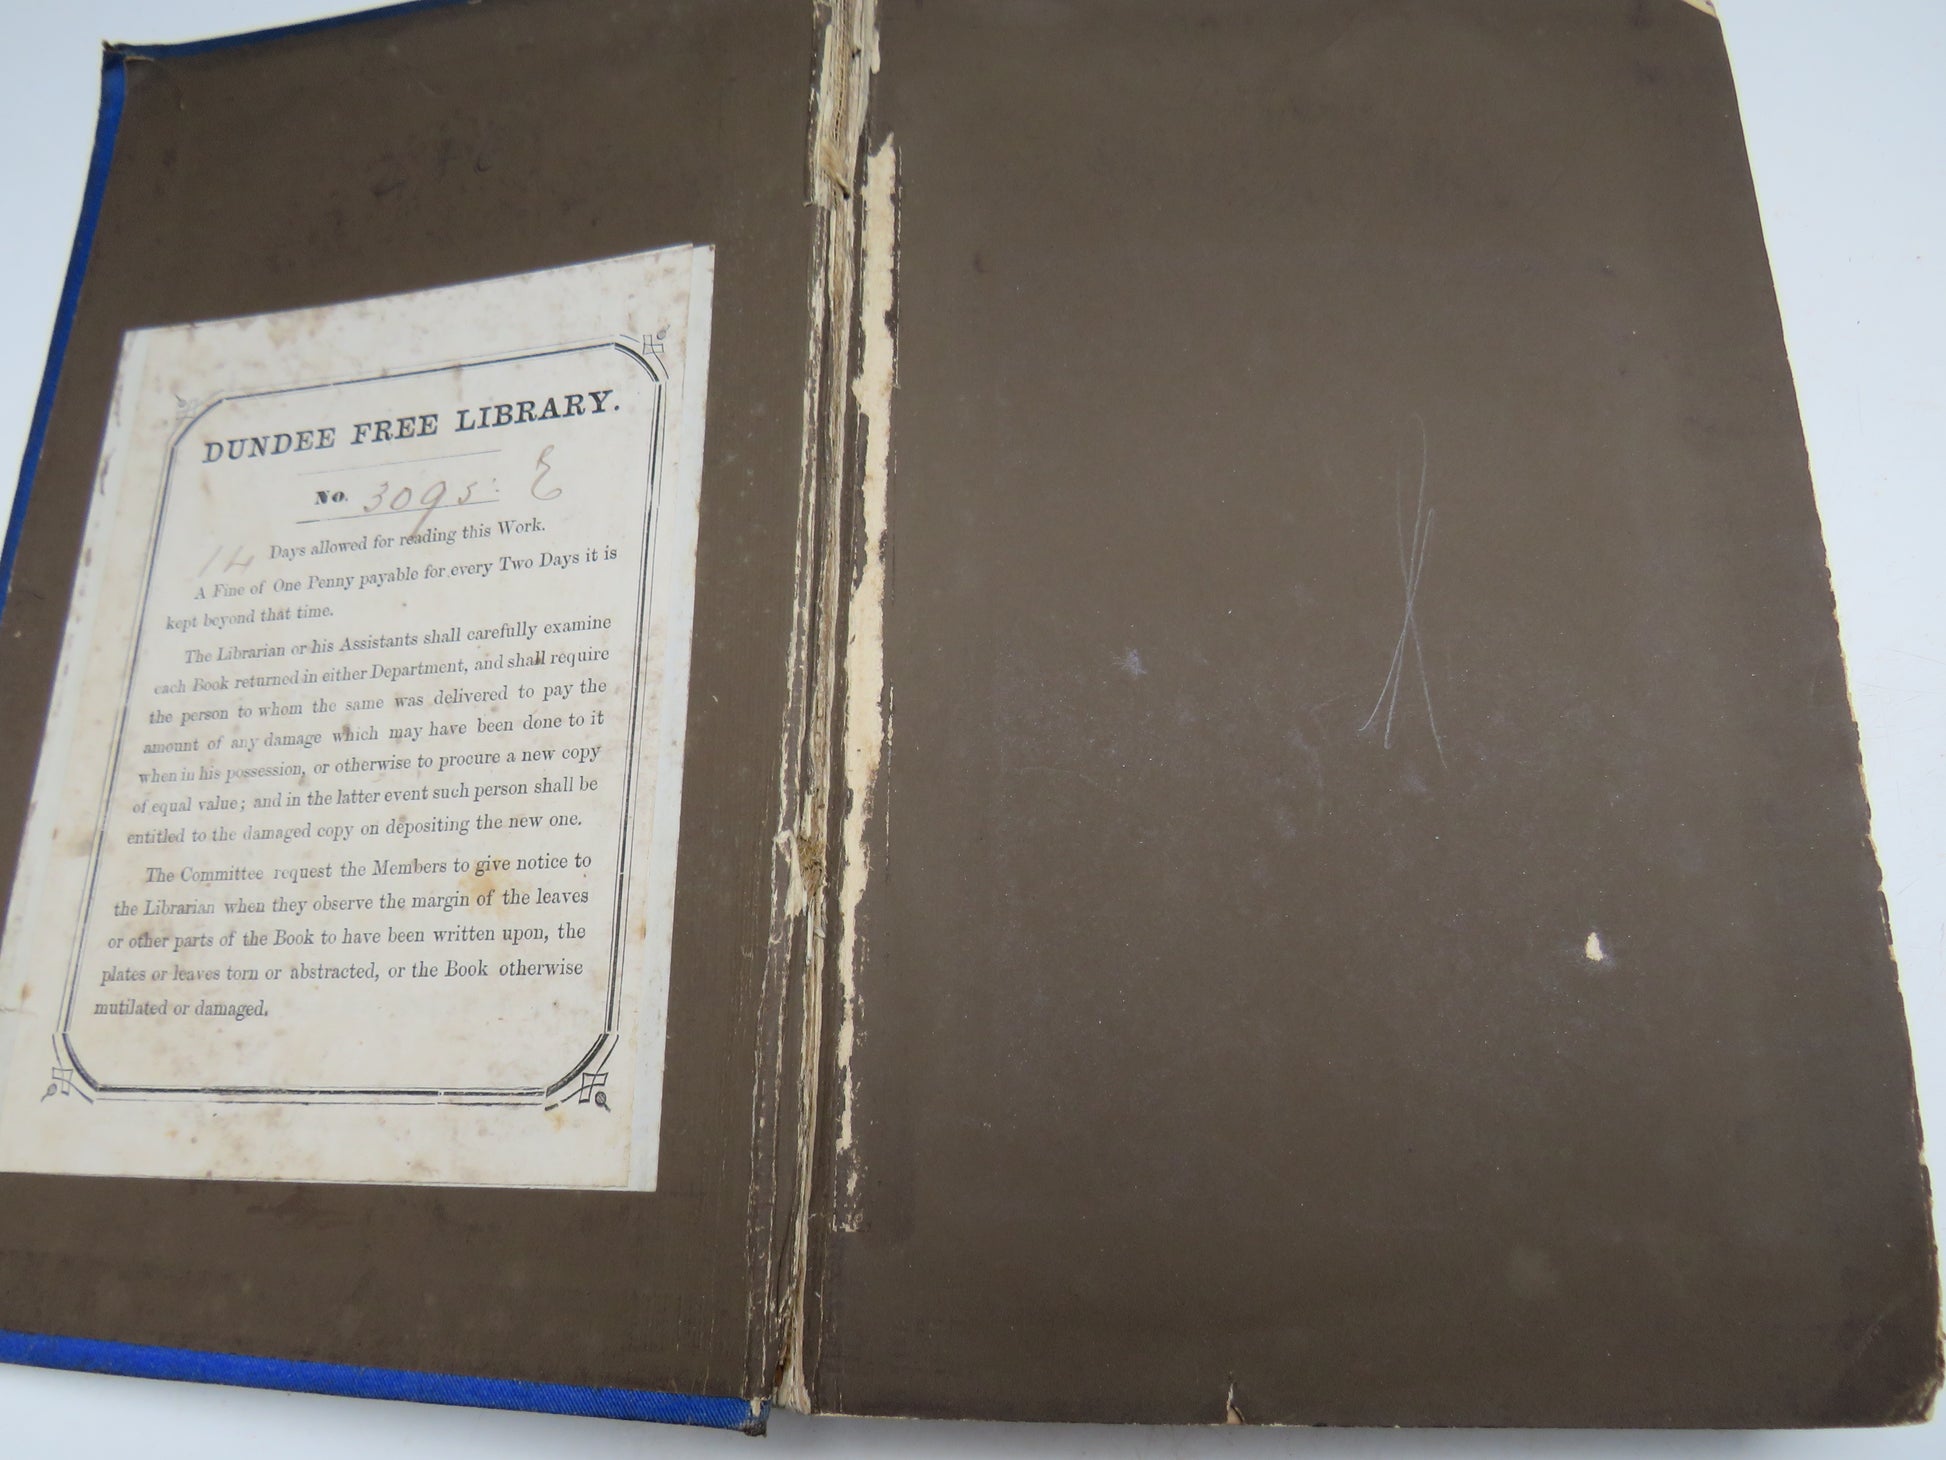 DUNDEE FREE LIBRARY.
No. 3095: E
14 Days allowed for reading this Work.
A Fine of One Penny payable for every Two Days it is
kept beyond that time.
The Librarian or his Assistants shall carefully examine
each Book returned in either Department, and shall require
the person to whom the same was delivered to pay the
amount of any damage which may have been done to it
when in his possession, or otherwise to procure a new copy
of equal value; and in the latter event such person shall be
entitled to the damaged copy on depositing the new one.
The Committee request the Members to give notice to
the Librarian when they observe the margin of the leaves
or other parts of the Book to have been written upon, the
plates or leaves torn or abstracted, or the Book otherwise
mutilated or damaged.